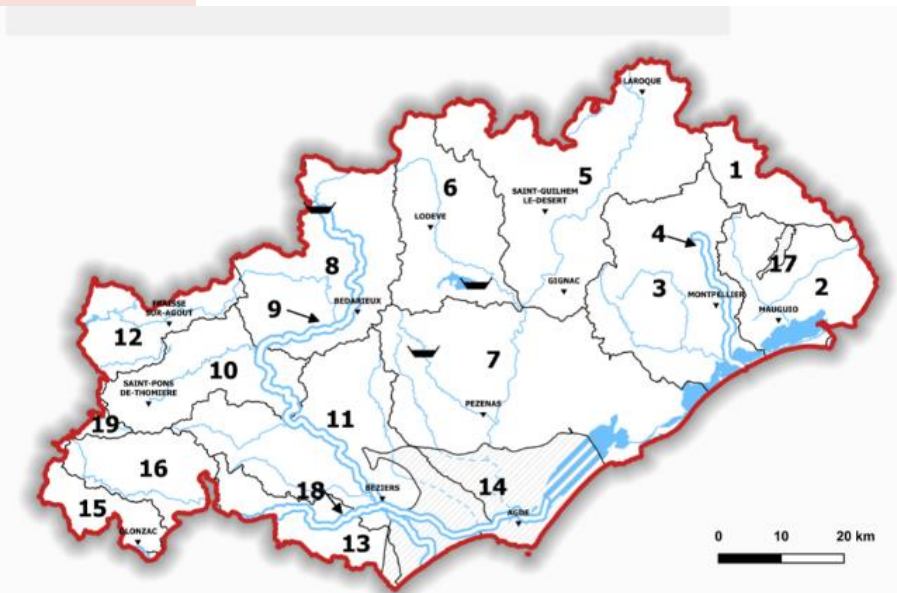 LAROQUE
1
5
6
SAINT-GUILHEM
LE-DESERT
LODEVE
4
17
8
GIGNAC
3
MONTPELLIER
2
9
BEDARIEUX
MAUGUIO
FRAISSE
SUR-AGOUT
12
7
10
SAINT-PONS
DE-THOMIERE
PEZENAS
19
11
16
18
BEZIERS
14
15
AGDE
OLONZAC
13
0 10 20 km